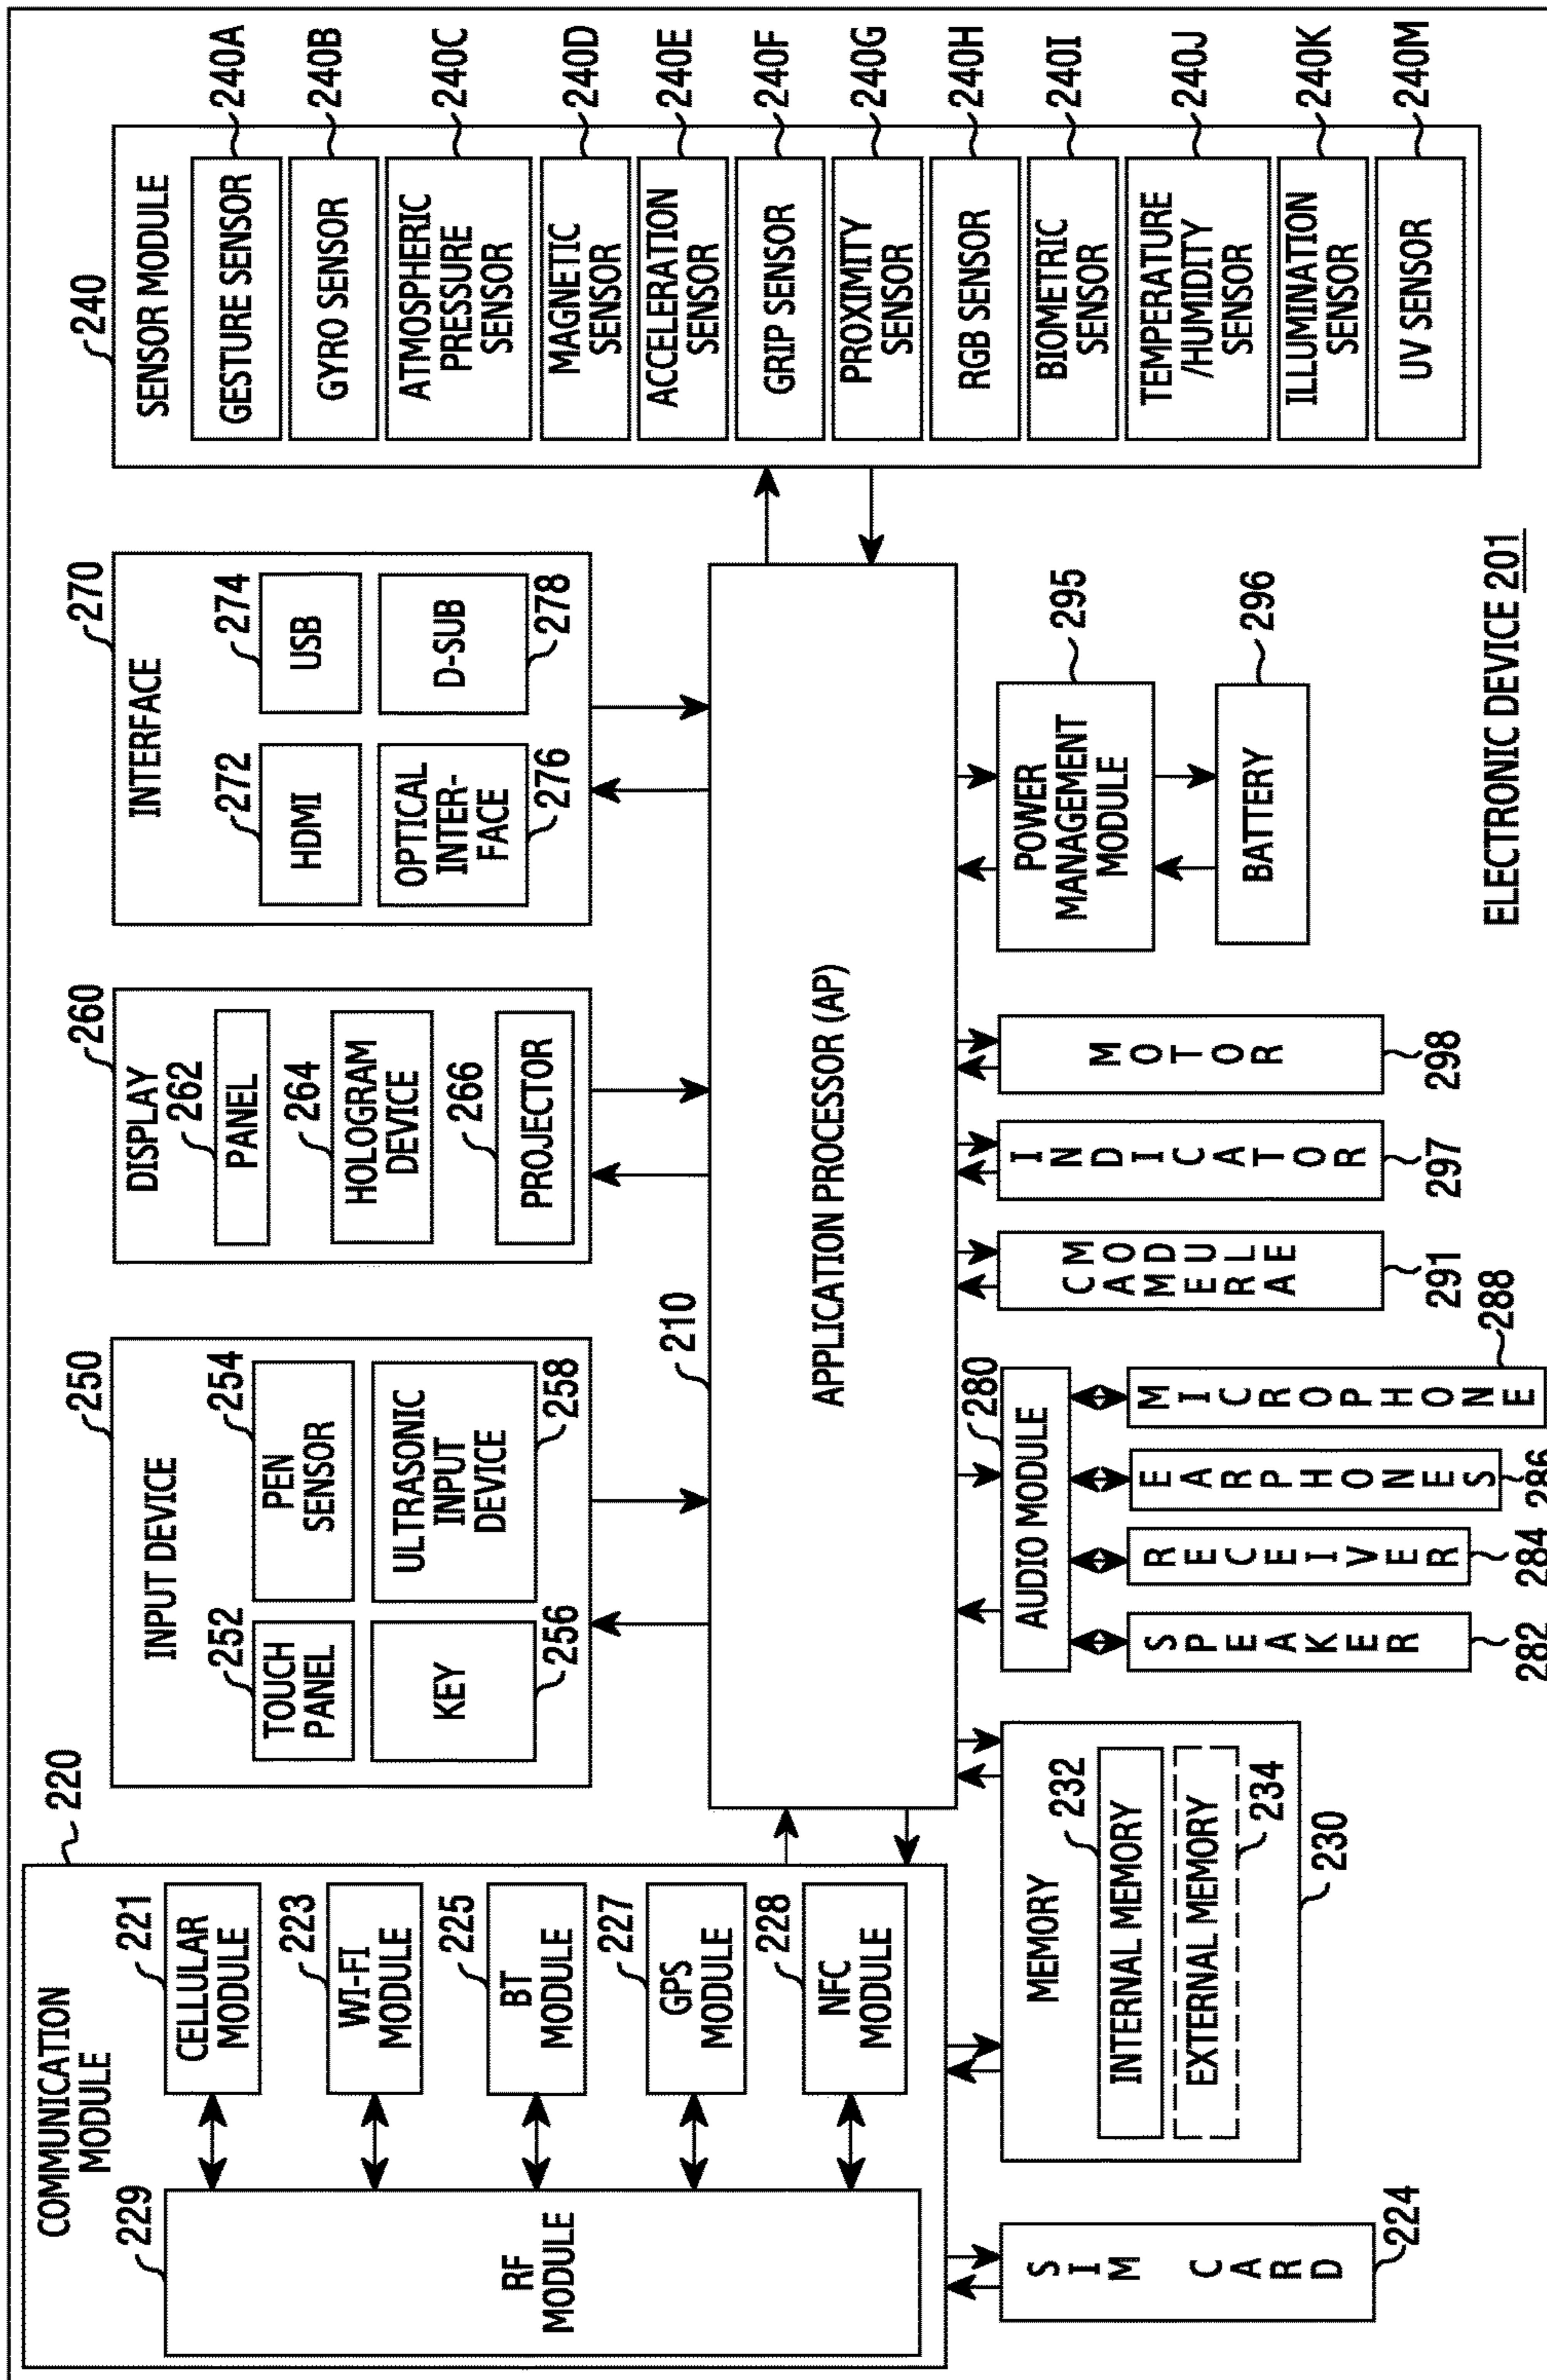 COMMUNICATION
MODULE
220
229
RF
MODULE
221
CELLULAR
MODULE
223
WI-FI
MODULE
225
BT
MODULE
227
GPS
MODULE
228
NFC
MODULE
INPUT DEVICE
250
252
TOUCH
PANEL
254
PEN
SENSOR
KEY
256
ULTRASONIC
INPUT
DEVICE
258
DISPLAY
260
262
PANEL
264
HOLOGRAM
DEVICE
266
PROJECTOR
INTERFACE
270
272
HDMI
274
USB
OPTICAL
INTER-
FACE
276
D-SUB
278
240
SENSOR MODULE
GESTURE SENSOR
240A
GYRO SENSOR
240B
ATMOSPHERIC
PRESSURE
SENSOR
240C
MAGNETIC
SENSOR
240D
ACCELERATION
SENSOR
240E
GRIP SENSOR
240F
PROXIMITY
SENSOR
240G
RGB SENSOR
240H
BIOMETRIC
SENSOR
240I
TEMPERATURE
/HUMIDITY
SENSOR
240J
ILLUMINATION
SENSOR
240K
UV SENSOR
240M
210
APPLICATION PROCESSOR (AP)
SIM CARD
224
MEMORY
232
INTERNAL MEMORY
EXTERNAL MEMORY
234
230
AUDIO MODULE
280
SPEAKER
282
RECEIVER
284
EARPHONES
286
MICROPHONE
288
CAMERA
MODULE
291
INDICATOR
297
MOTOR
298
POWER
MANAGEMENT
MODULE
295
BATTERY
296
ELECTRONIC DEVICE 201